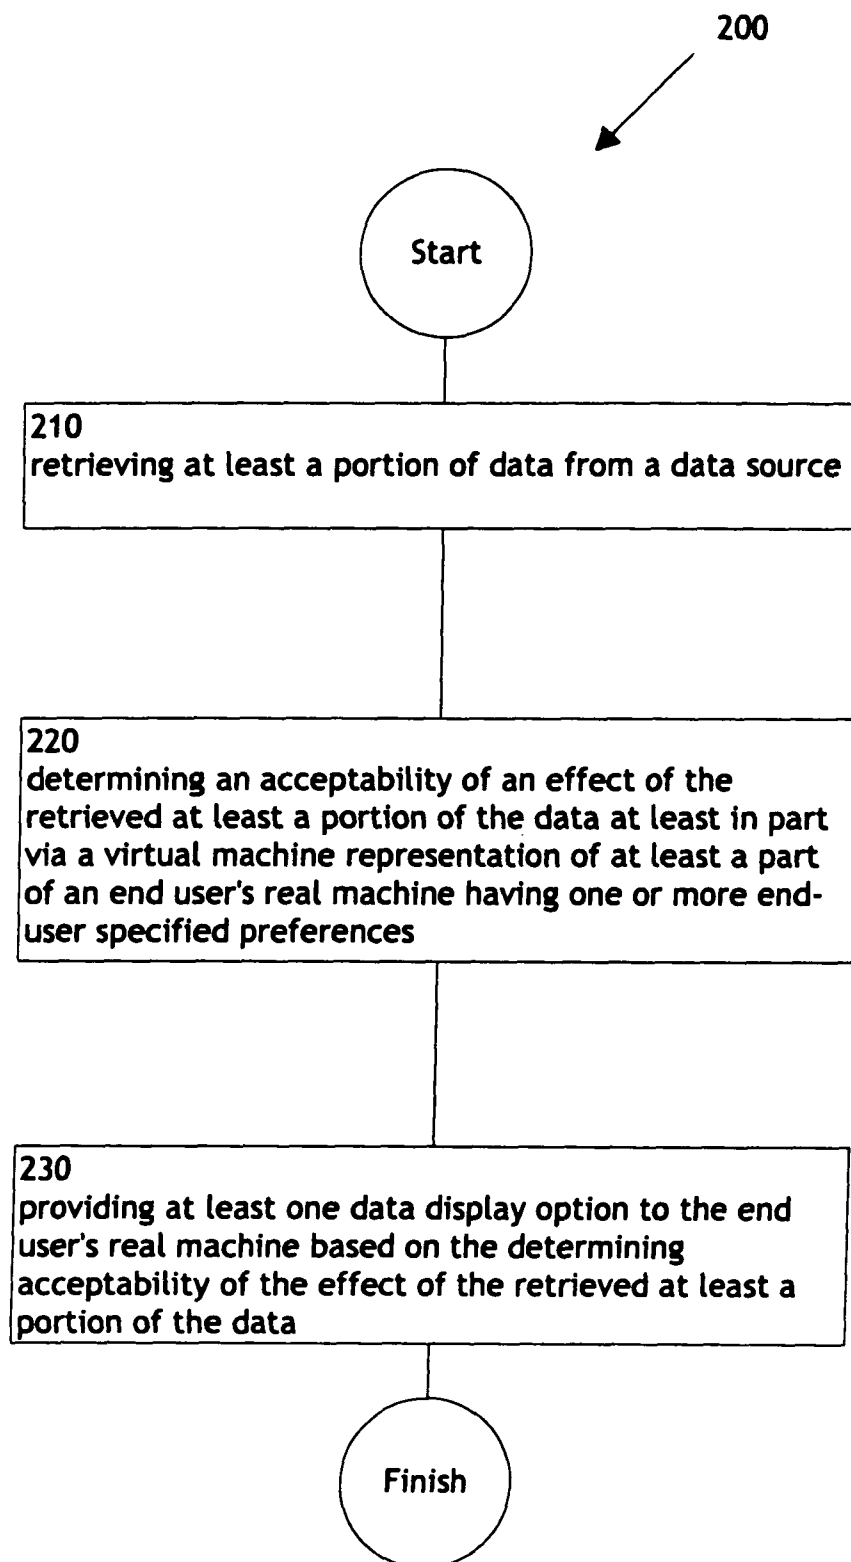 200
Start
210
retrieving at least a portion of data from a data source
220
determining an acceptability of an effect of the
retrieved at least a portion of the data at least in part
via a virtual machine representation of at least a part
of an end user's real machine having one or more end-
user specified preferences
230
providing at least one data display option to the end
user's real machine based on the determining
acceptability of the effect of the retrieved at least a
portion of the data
Finish